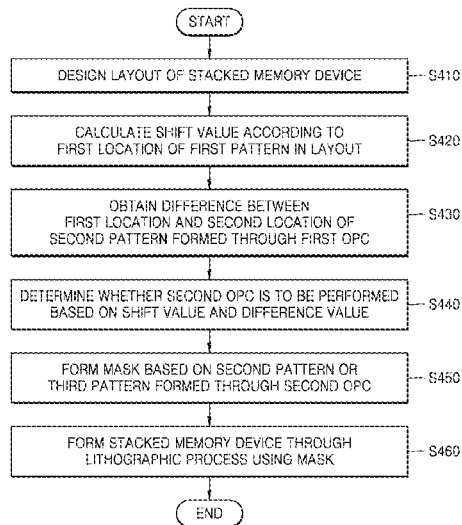 START
DESIGN LAYOUT OF STACKED MEMORY DEVICE
S410
CALCULATE SHIFT VALUE ACCORDING TO
FIRST LOCATION OF FIRST PATTERN IN LAYOUT
S420
OBTAIN DIFFERENCE BETWEEN
FIRST LOCATION AND SECOND LOCATION OF
SECOND PATTERN FORMED THROUGH FIRST OPC
S430
DETERMINE WHETHER SECOND OPC IS TO BE PERFORMED
BASED ON SHIFT VALUE AND DIFFERENCE VALUE
S440
FORM MASK BASED ON SECOND PATTERN OR
THIRD PATTERN FORMED THROUGH SECOND OPC
S450
FORM STACKED MEMORY DEVICE THROUGH
LITHOGRAPHIC PROCESS USING MASK
S460
END